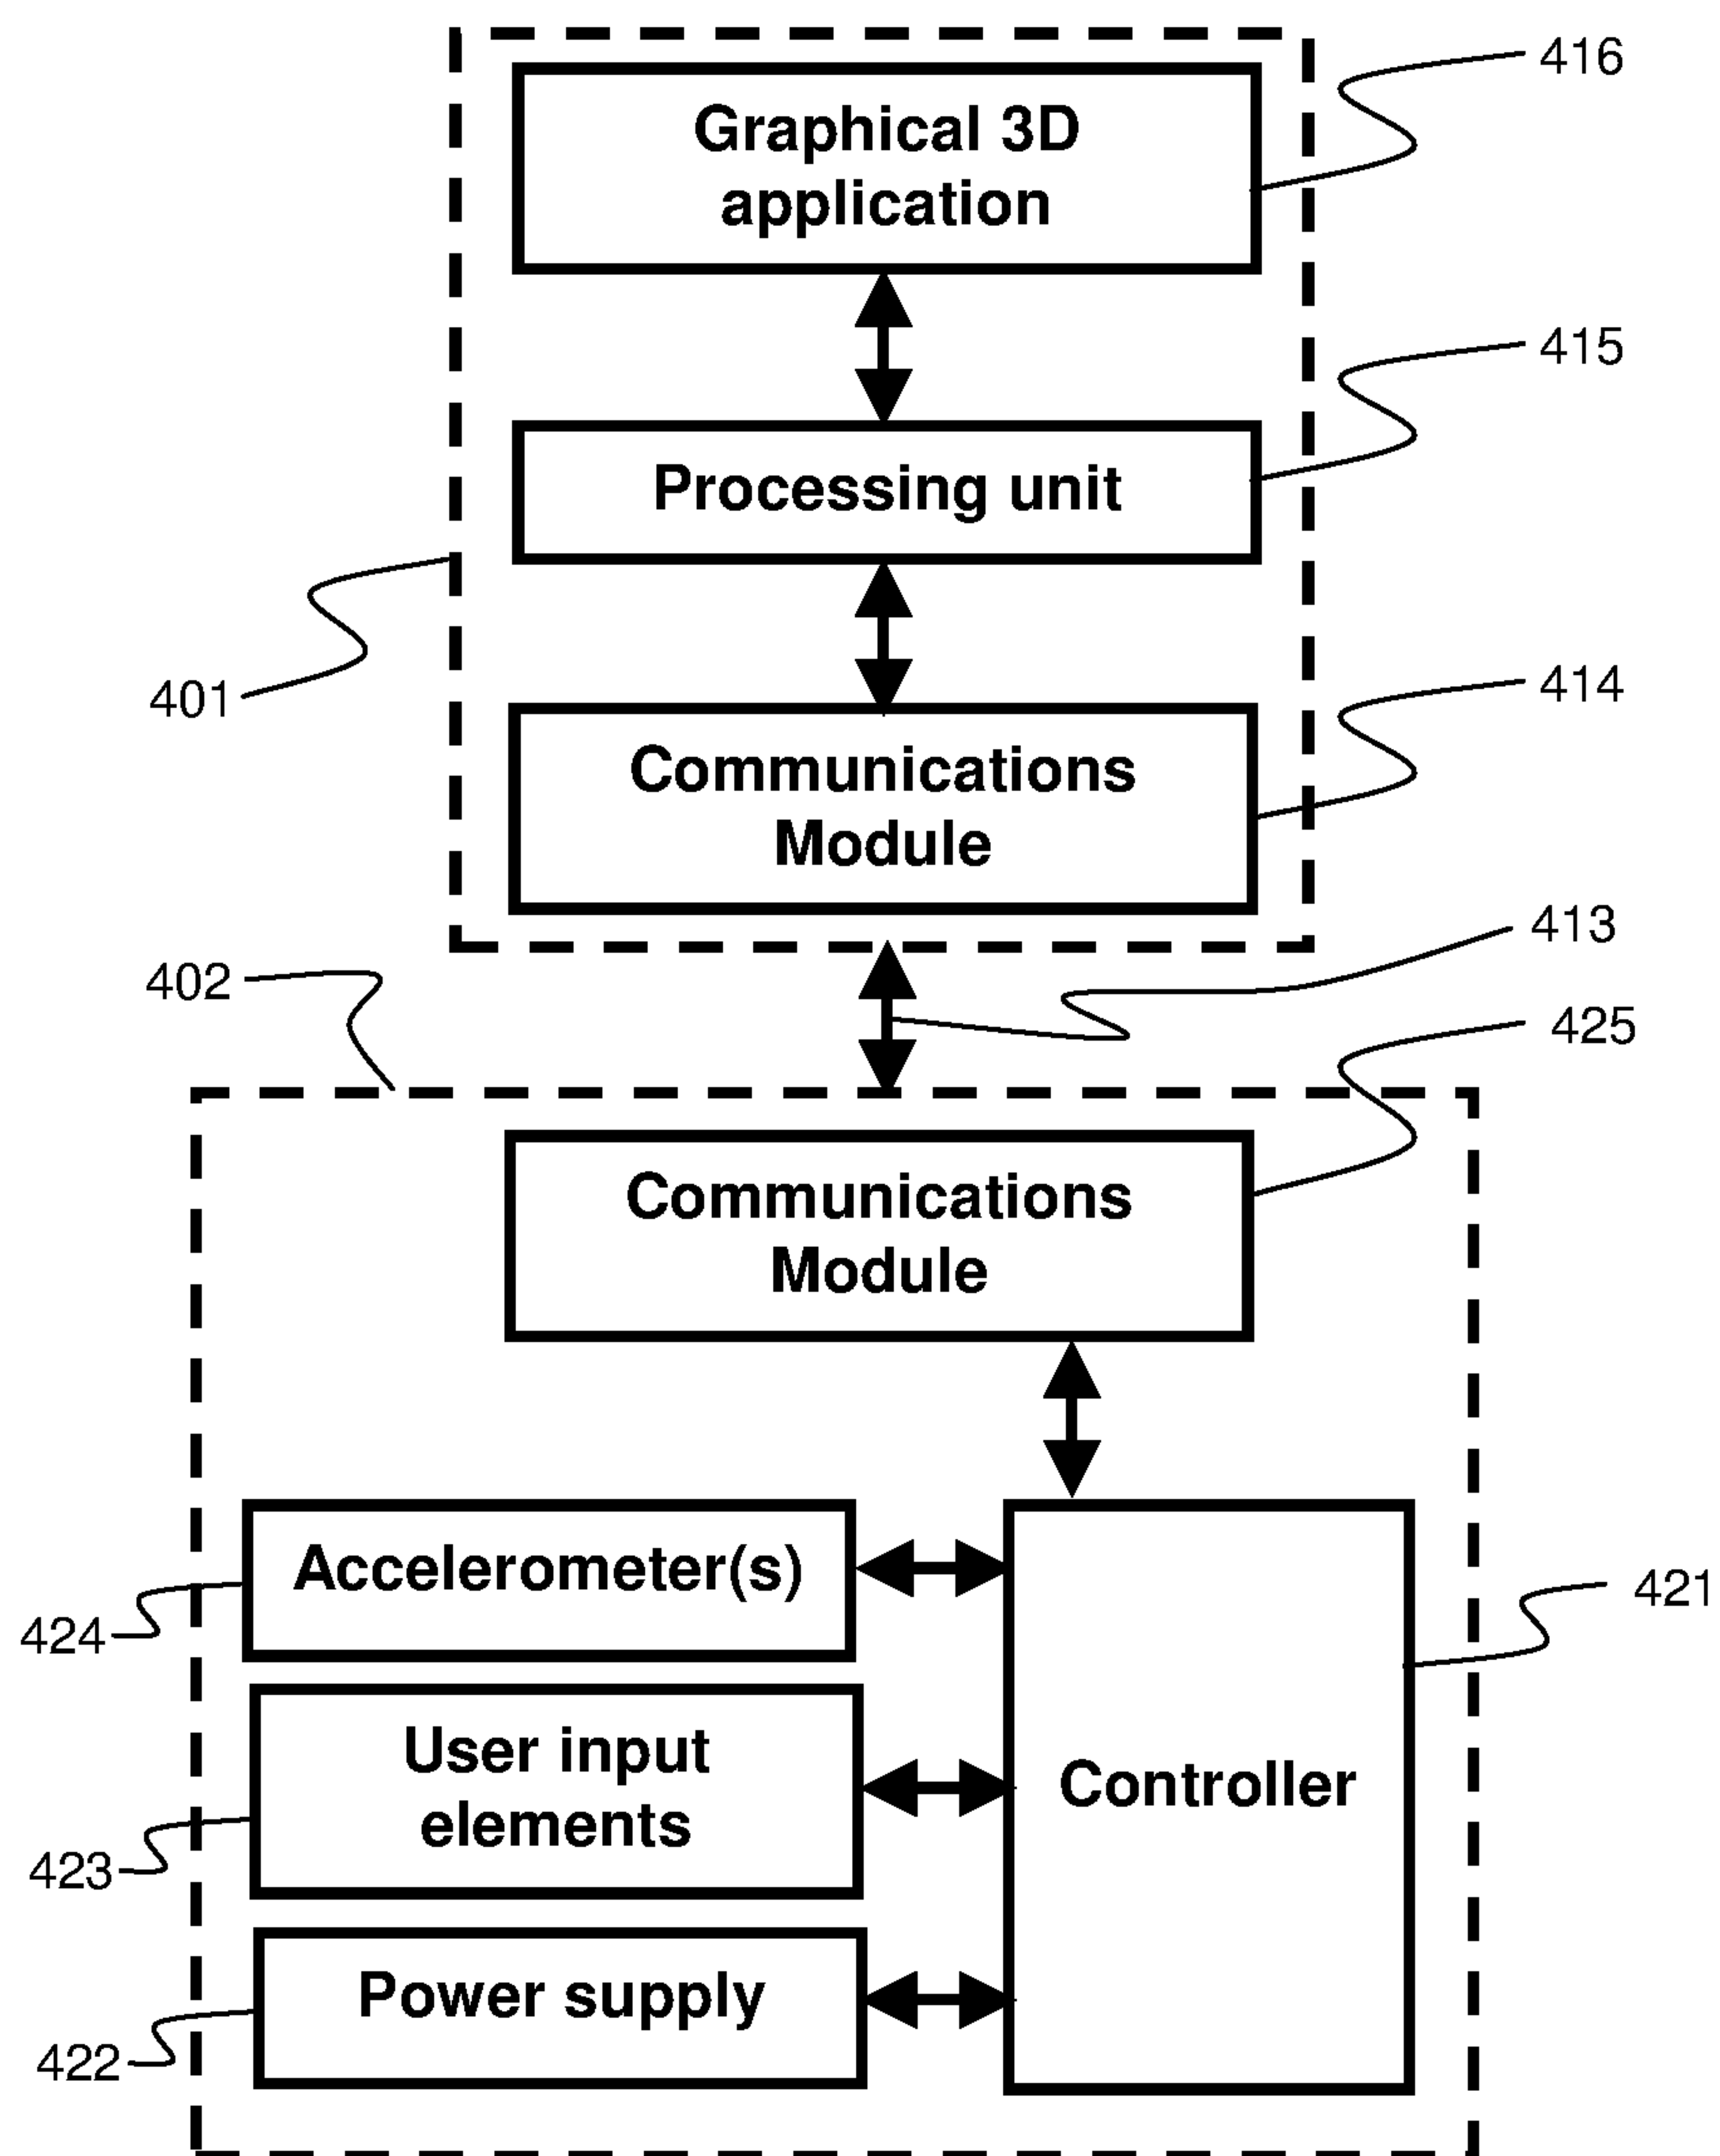 416
Graphical 3D
application
415
Processing unit
401
414
Communications
Module
413
402
425
Communications
Module
Accelerometer(s)
424
421
User input
elements
Controller
423
Power supply
422